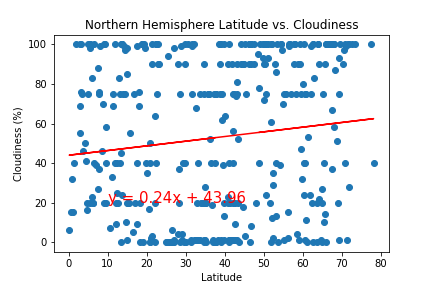 Northern Hemisphere Latitude vs. Cloudiness
100
80
60
40
20
0
Cloudiness (%)
y = 0.24x + 43.96
0 10 20 30 40 50 60 70 80
Latitude